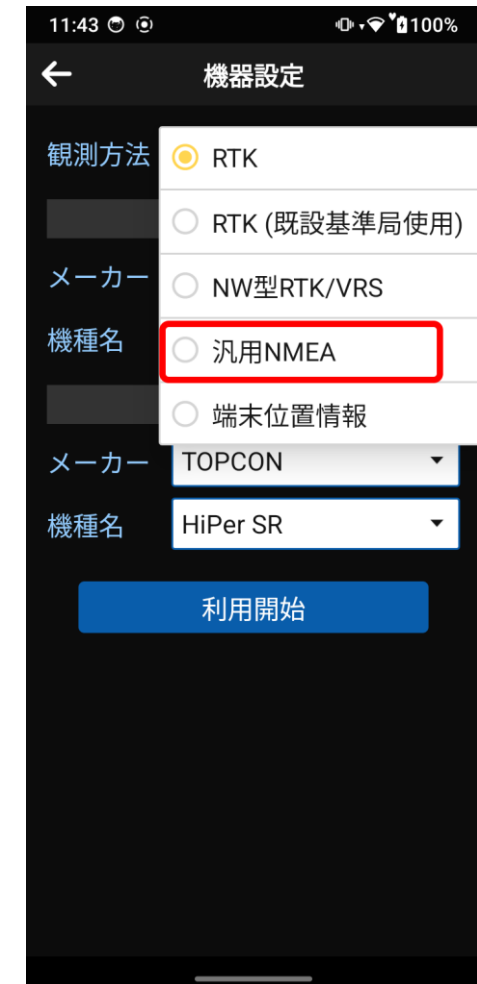 11:43 100%
機器設定
観測方法
RTK
RTK (既設基準局使用)
メーカー
NW型RTK/VRS
機種名
汎用NMEA
端末位置情報
メーカー TOPCON
機種名 HiPer SR
利用開始